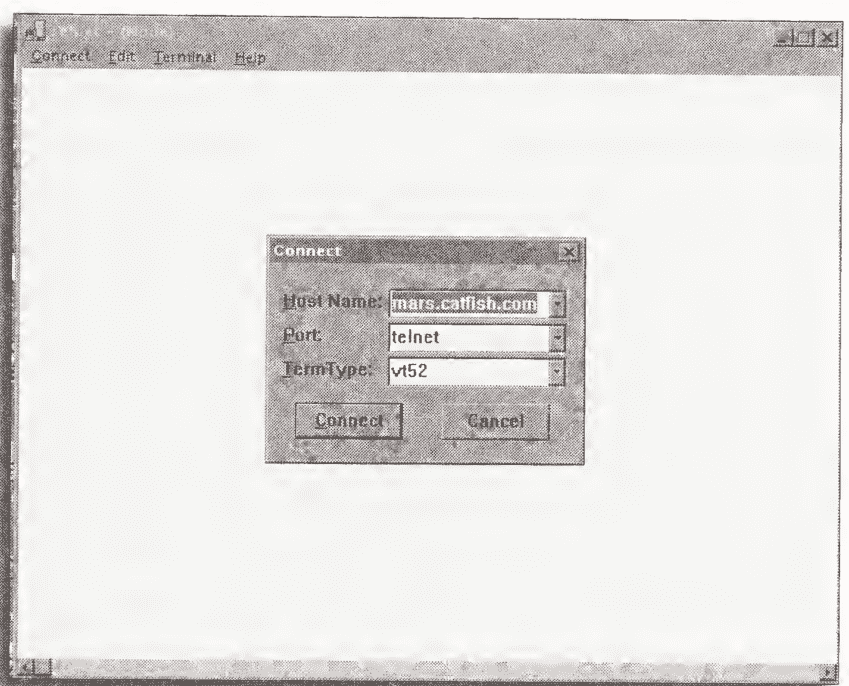 Connect Edit Terminal Help
Connect
Host Name: mars.catfish.com
Port: telnet
TermType: vt52
Connect Cancel